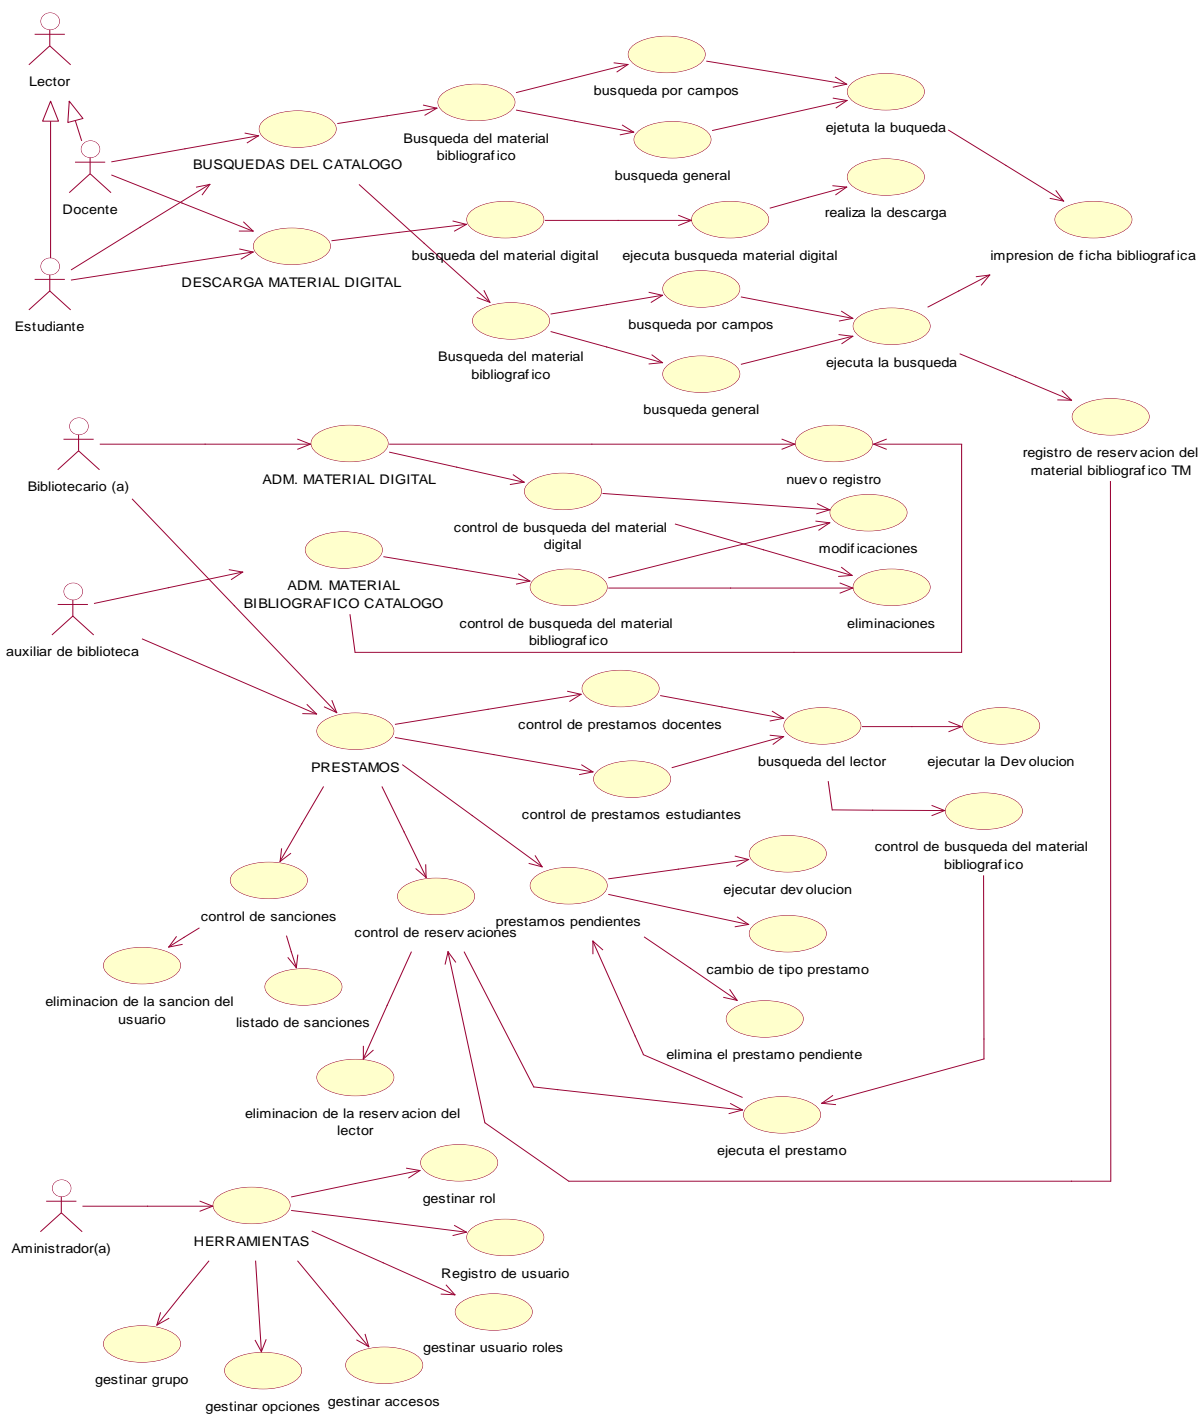 Lector
busqueda por campos
Busqueda del material
bibliografico
ejetuta la buqueda
BUSQUEDAS DEL CATALOGO
busqueda general
Docente
realiza la descarga
busqueda del material digital
ejecuta busqueda material digital
impresion de ficha bibliografica
DESCARGA MATERIAL DIGITAL
Estudiante
busqueda por campos
Busqueda del material
bibliografico
ejecuta la busqueda
busqueda general
registro de reservacion del
material bibliografico TM
Bibliotecario (a)
ADM. MATERIAL DIGITAL
nuevo registro
control de busqueda del material
digital
modificaciones
ADM. MATERIAL
BIBLIOGRAFICO CATALOGO
control de busqueda del material
bibliografico
eliminaciones
auxiliar de biblioteca
control de prestamos docentes
PRESTAMOS
busqueda del lector
ejecutar la Devolucion
control de prestamos estudiantes
control de busqueda del material
bibliografico
ejecutar devolucion
control de sanciones
control de reservaciones
prestamos pendientes
cambio de tipo prestamo
eliminacion de la sancion del
usuario
listado de sanciones
elimina el prestamo pendiente
eliminacion de la reservacion del
lector
ejecuta el prestamo
gestinar rol
Aministrador(a)
HERRAMIENTAS
Registro de usuario
gestinar usuario roles
gestinar grupo
gestinar opciones
gestinar accesos